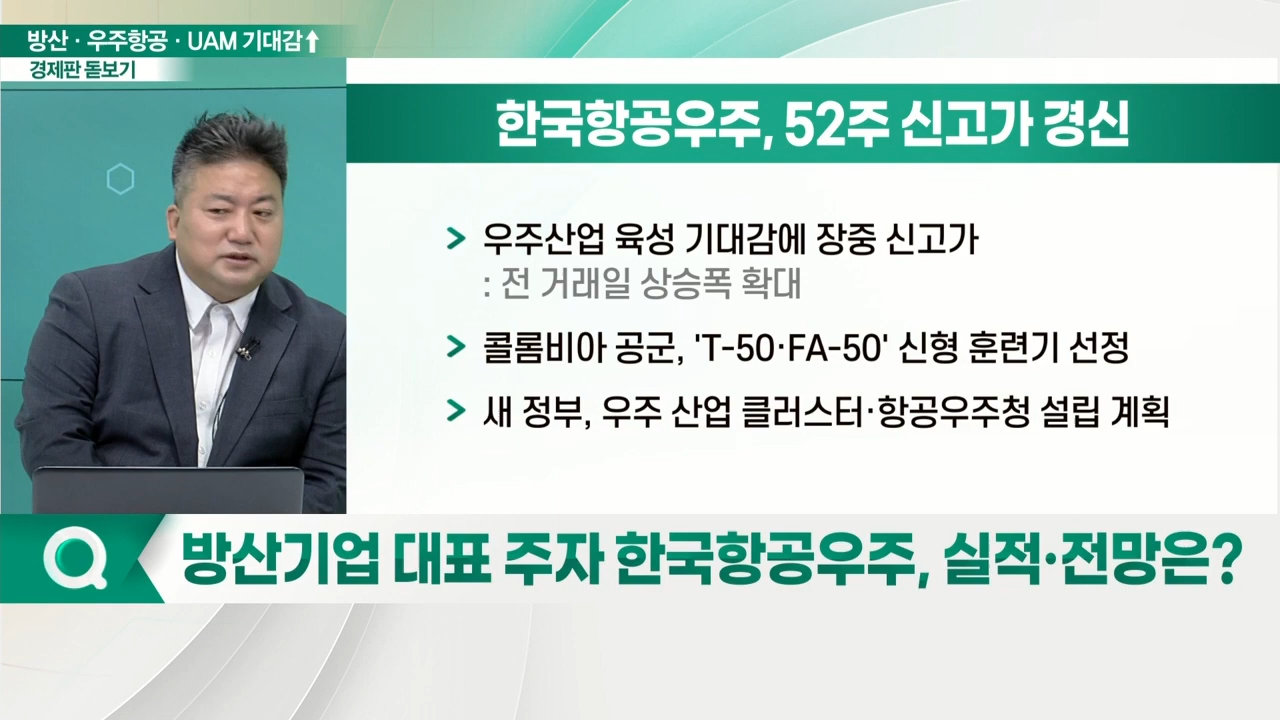 방산 · 우주항공 · UAM 기대감↑
경제판 돋보기
한국항공우주, 52주 신고가 경신
> 우주산업 육성 기대감에 장중 신고가
: 전 거래일 상승폭 확대
> 콜롬비아 공군, 'T-50·FA-50' 신형 훈련기 선정
> 새 정부, 우주 산업 클러스터·항공우주청 설립 계획
방산기업 대표 주자 한국항공우주, 실적·전망은?